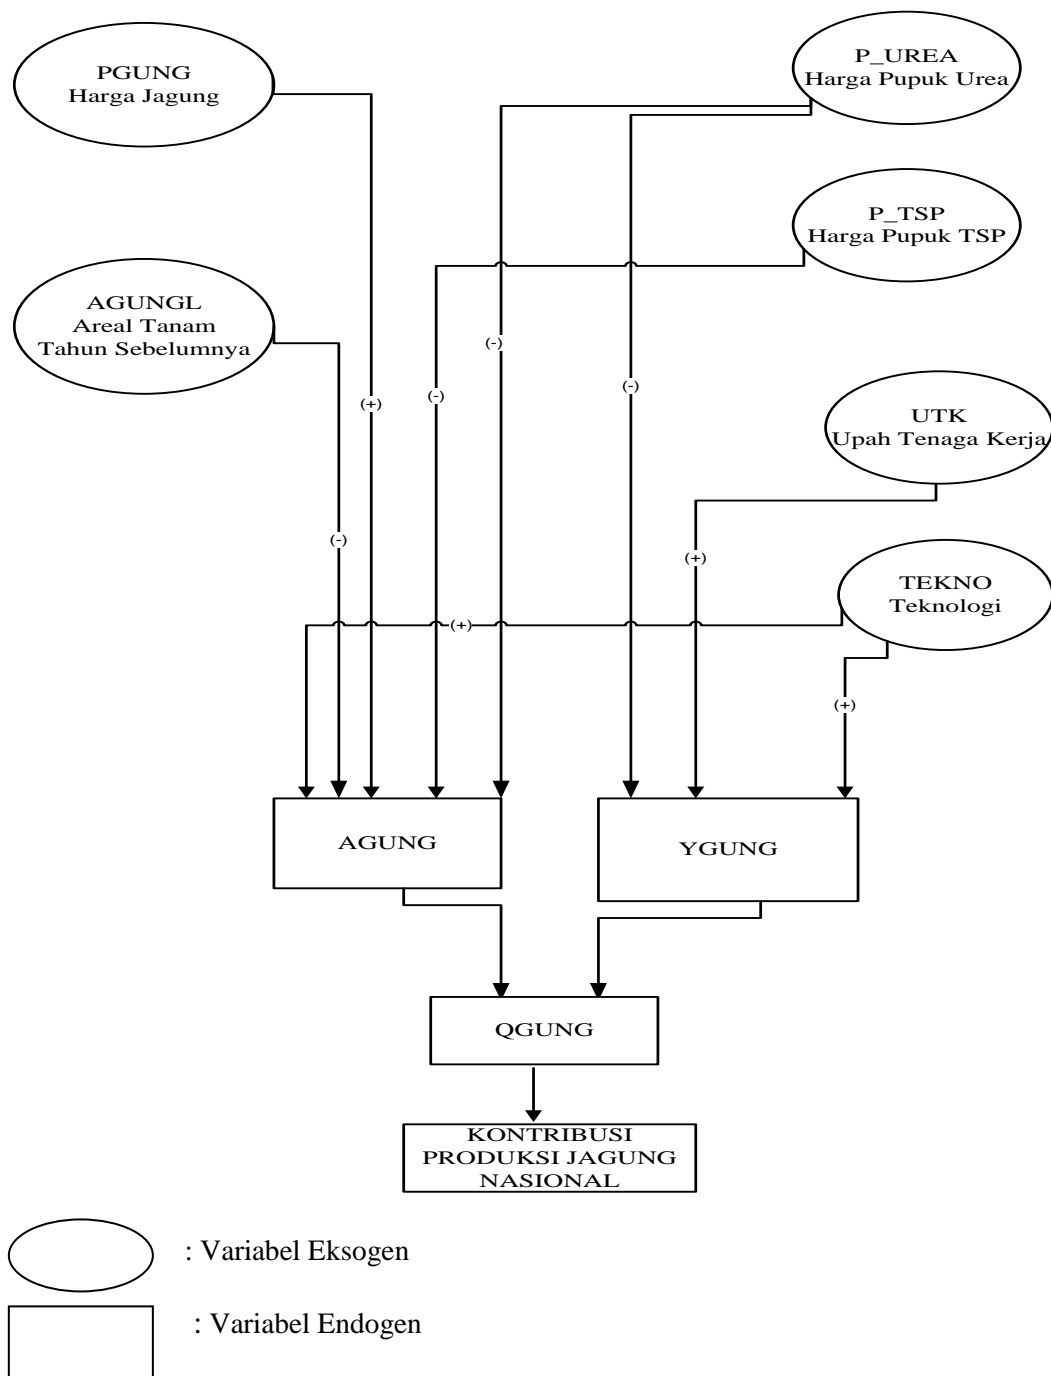 PGUNG
Harga Jagung
P_UREA
Harga Pupuk Urea
P_TSP
Harga Pupuk TSP
AGUNGL
Areal Tanam
Tahun Sebelumnya
(-)
(-)
(-)
(+)
UTK
Upah Tenaga Kerja
(-)
(+)
TEKNO
Teknologi
(+)
(+)
AGUNG
YGUNG
QGUNG
KONTRIBUSI
PRODUKSI JAGUNG
NASIONAL
: Variabel Eksogen
: Variabel Endogen